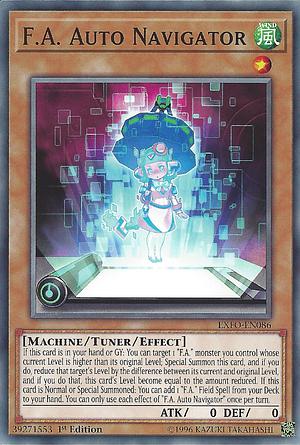 F.A. Auto Navigator
WIND
風
EXFO-EN086
[Machine/Tuner/Effect]
If this card is in your hand or GY: You can target 1 "F.A." monster you control whose
current Level is higher than its original Level; Special Summon this card, and if you
do, reduce that target's Level by the difference between its current and original Level,
and if you do that, this card's Level become equal to the amount reduced. If this
card is Normal or Special Summoned: You can add 1 "F.A." Field Spell from your Deck
to your hand. You can only use each effect of "F.A. Auto Navigator" once per turn.
ATK/ 0 DEF/ 0
39271553 1st Edition ©1996 KAZUKI TAKAHASHI